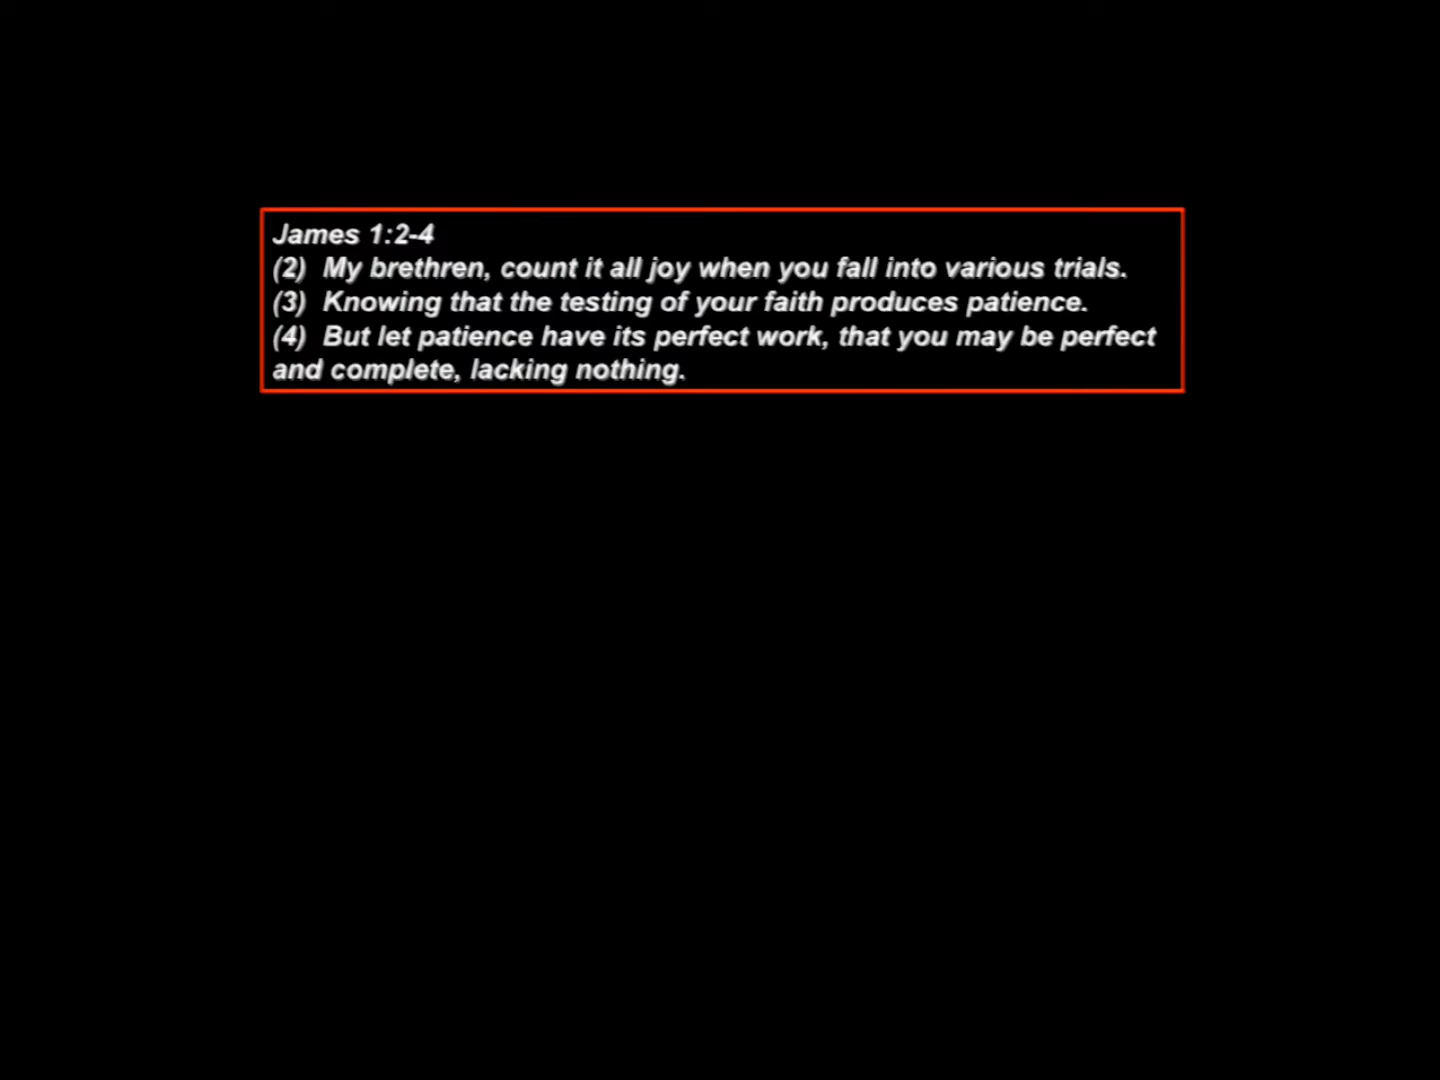 James 1:2-4
(2) My brethren, count it all joy when you fall into various trials.
(3) Knowing that the testing of your faith produces patience.
(4) But let patience have its perfect work, that you may be perfect
and complete, lacking nothing.